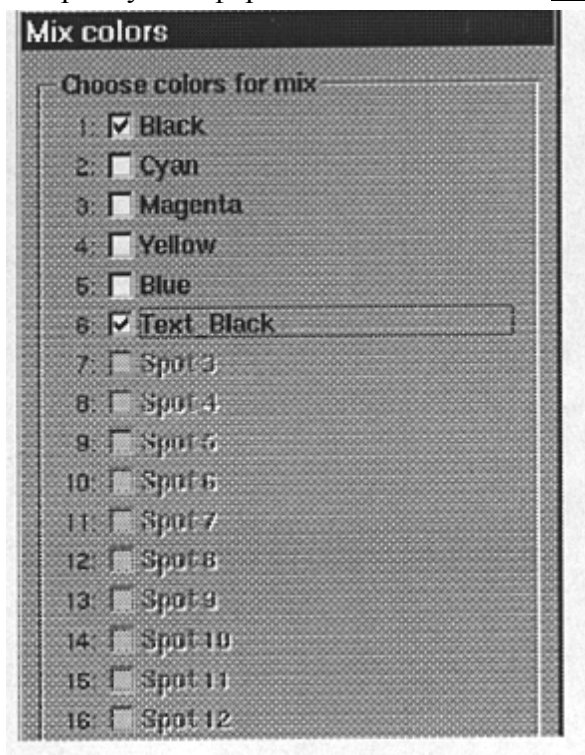 Mix colors
Choose colors for mix
1: Black
2: Cyan
3: Magenta
4: Yellow
5: Blue
6: Text_Black
7: Spot 3
8: Spot 4
9: Spot 5
10: Spot 6
11: Spot 7
12: Spot 8
13: Spot 9
14: Spot 10
15: Spot 11
16: Spot 12